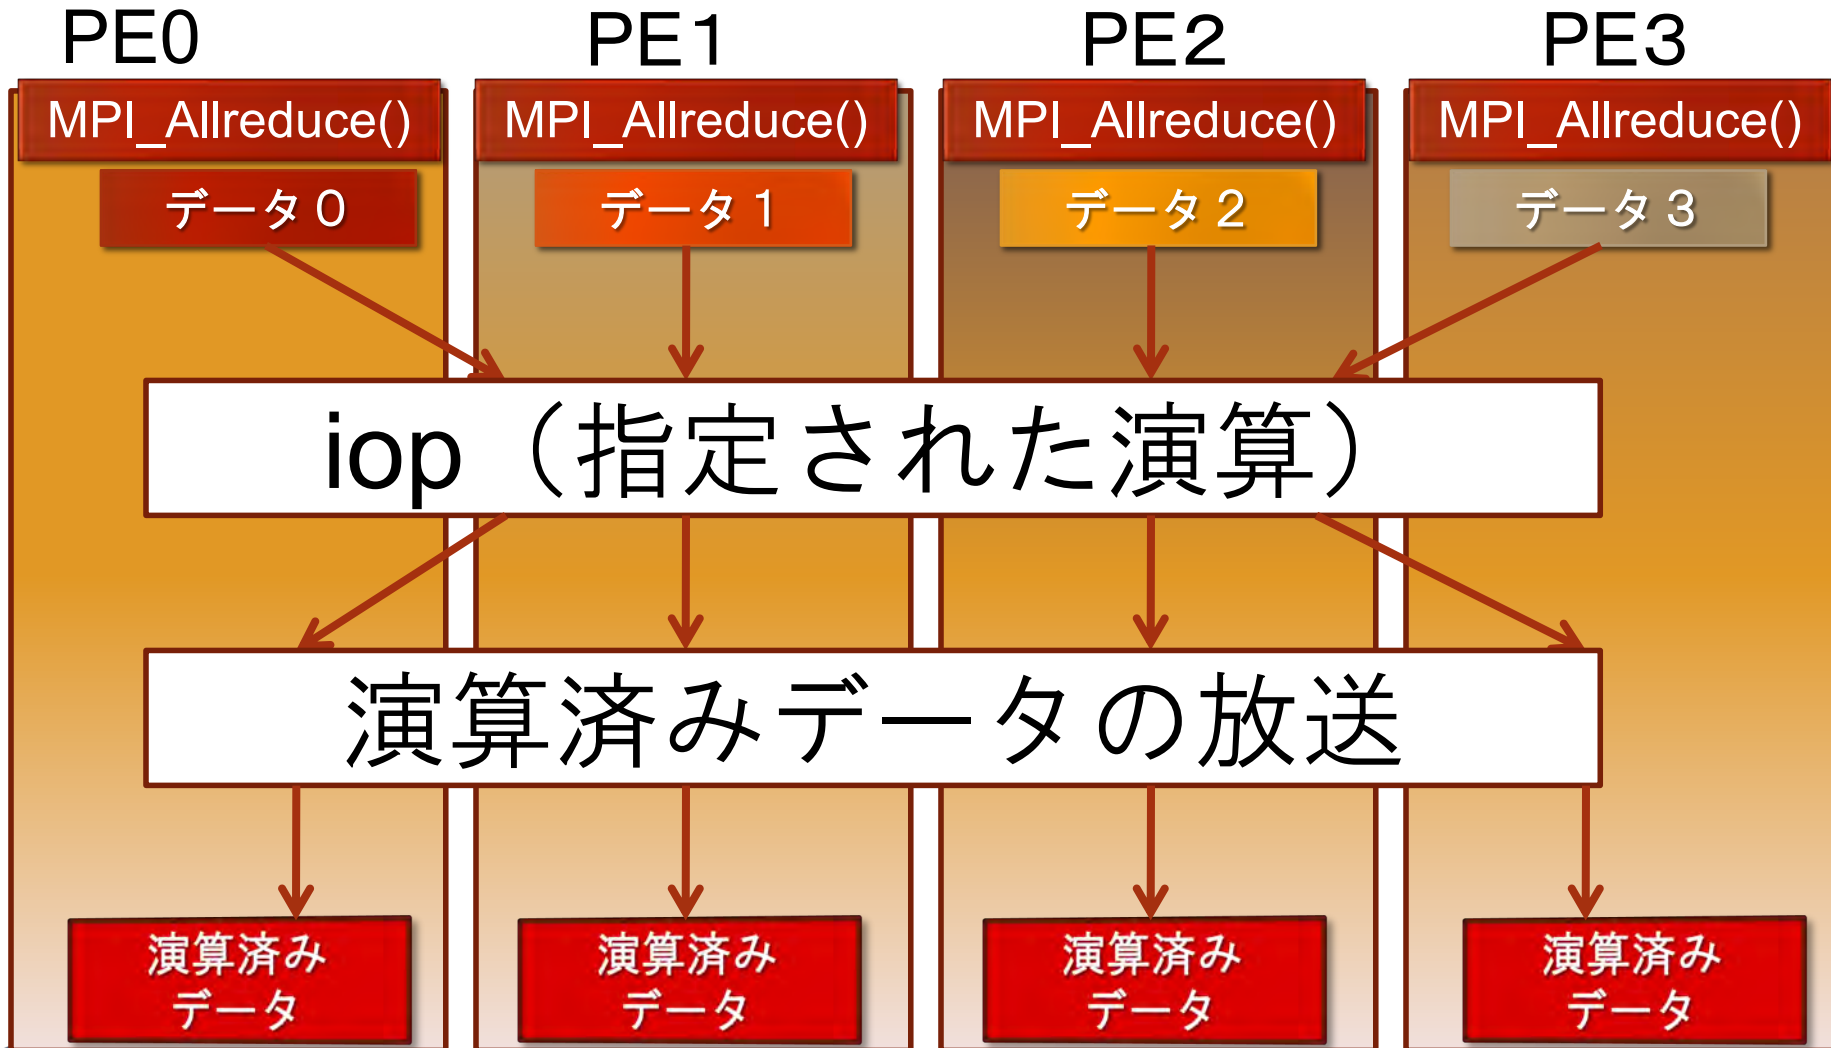 PE0
PE1
PE2
PE3
MPI_Allreduce()
MPI_Allreduce()
MPI_Allreduce()
MPI_Allreduce()
データ０
データ１
データ２
データ３
iop（指定された演算）
演算済みデータの放送
演算済み
データ
演算済み
データ
演算済み
データ
演算済み
データ